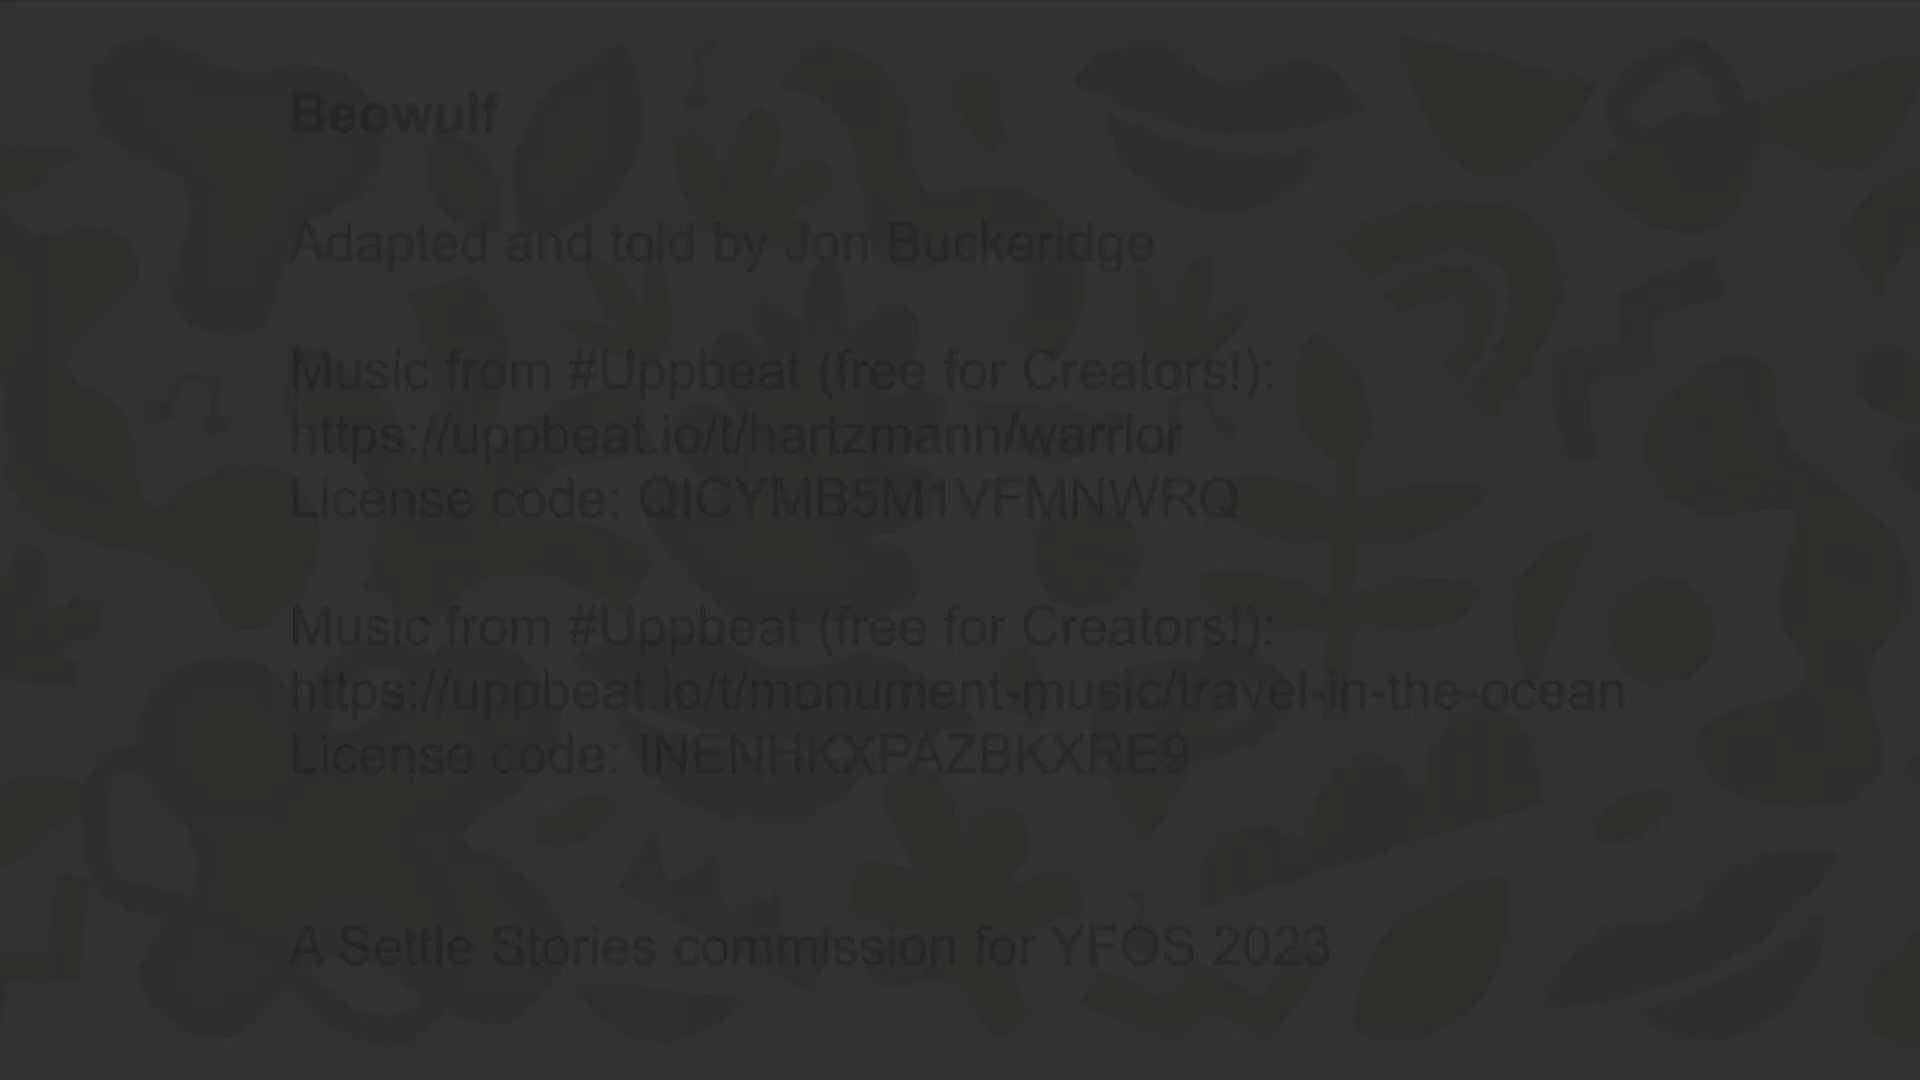 Beowulf
Adapted and told by Jon Buckeridge
Music from #Uppbeat (free for Creators!):
https://uppbeat.io/t/hartzmann/warrior
License code: QICYMB5M1VFMNWRQ
Music from #Uppbeat (free for Creators!):
https://uppbeat.io/t/monument-music/travel-in-the-ocean
License code: INENHKXPAZBKXRE9
A Settle Stories commission for YFOS 2023